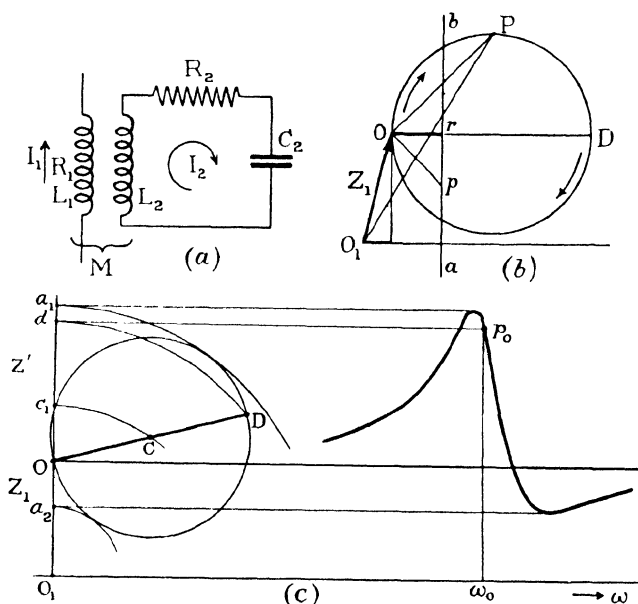 R₂
I₁
R₁
L₁
L₂
I₂
C₂
M
(a)
b
P
O
r
D
Z₁
p
O₁
a
(b)
a₁
d
Z'
p₀
c₁
D
C
O
Z₁
a₂
O₁
(c)
ω₀
→ ω